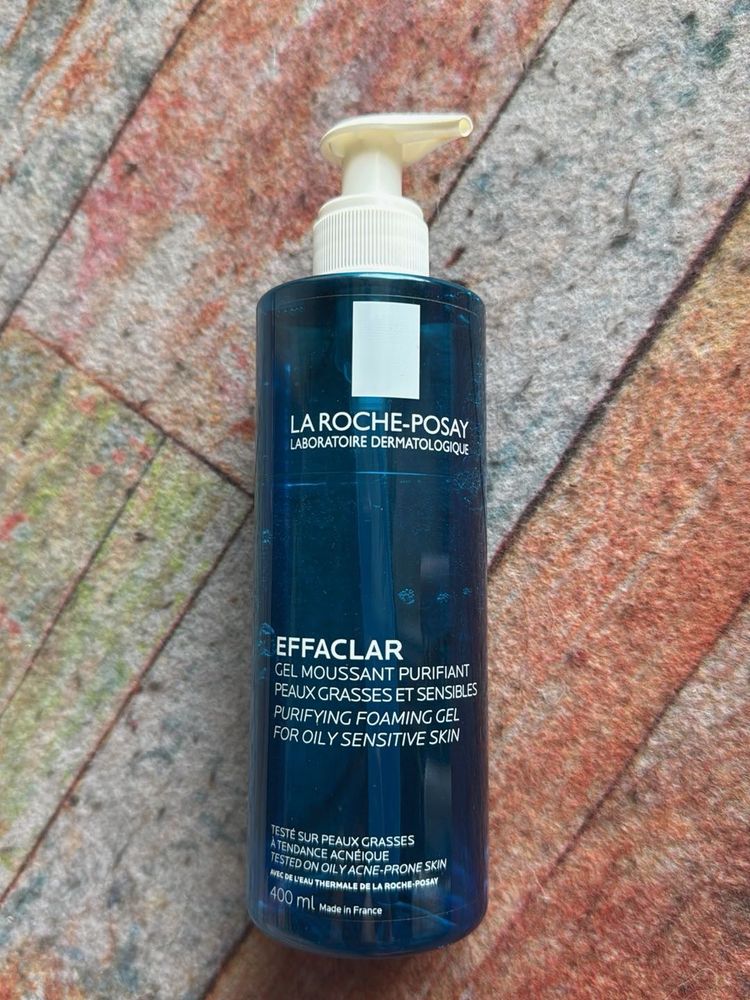 LA ROCHE-POSAY
LABORATOIRE DERMATOLOGIQUE
EFFACLAR
GEL MOUSSANT PURIFIANT
PEAUX GRASSES ET SENSIBLES
PURIFYING FOAMING GEL
FOR OILY SENSITIVE SKIN
TESTÉ SUR PEAUX GRASSES
À TENDANCE ACNÉIQUE
TESTED ON OILY ACNE-PRONE SKIN
AVEC DE L'EAU THERMALE DE LA ROCHE-POSAY
400 ml Made in France